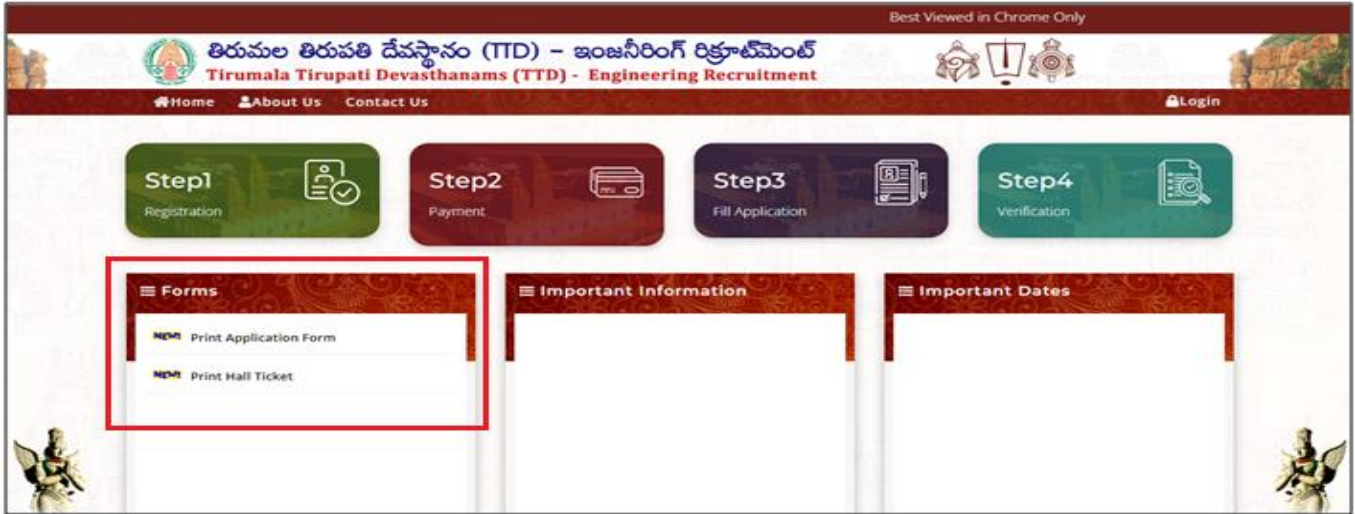 Best Viewed in Chrome Only
తిరుమల తిరుపతి దేవస్థానం (TTD) – ఇంజనీరింగ్ రిక్రూట్‌మెంట్
Tirumala Tirupati Devasthanams (TTD) - Engineering Recruitment
Home About Us Contact Us Login
Step1
Registration
Step2
Payment
Step3
Fill Application
Step4
Verification
Forms
NEW! Print Application Form
NEW! Print Hall Ticket
Important Information
Important Dates